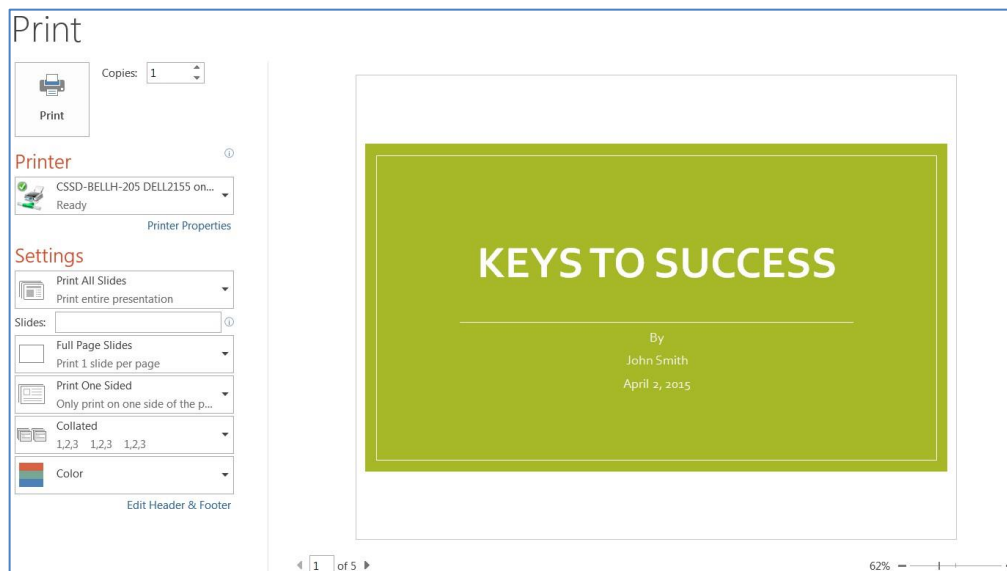 Print
Copies: 1
Print
Printer
CSSD-BELLH-205 DELL2155 on...
Ready
Printer Properties
Settings
Print All Slides
Print entire presentation
Slides:
Full Page Slides
Print 1 slide per page
Print One Sided
Only print on one side of the p...
Collated
1,2,3 1,2,3 1,2,3
Color
Edit Header & Footer
KEYS TO SUCCESS
By
John Smith
April 2, 2015
1 of 5
62%